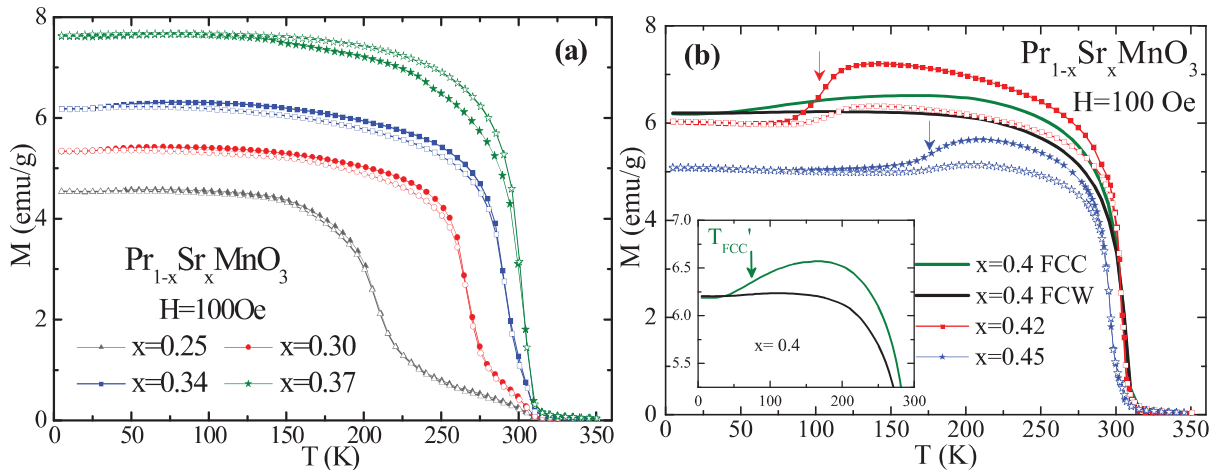 (a)
M (emu/g)
8
6
4
2
0
Pr1-xSrxMnO3
H=100Oe
x=0.25
x=0.30
x=0.34
x=0.37
0
50
100
150
200
250
300
350
T (K)
(b)
Pr1-xSrxMnO3
H=100 Oe
M (emu/g)
8
6
4
2
0
7.0
6.5
6.0
5.5
TFCC'
x= 0.4
0
100
200
300
x=0.4 FCC
x=0.4 FCW
x=0.42
x=0.45
0
50
100
150
200
250
300
350
T (K)